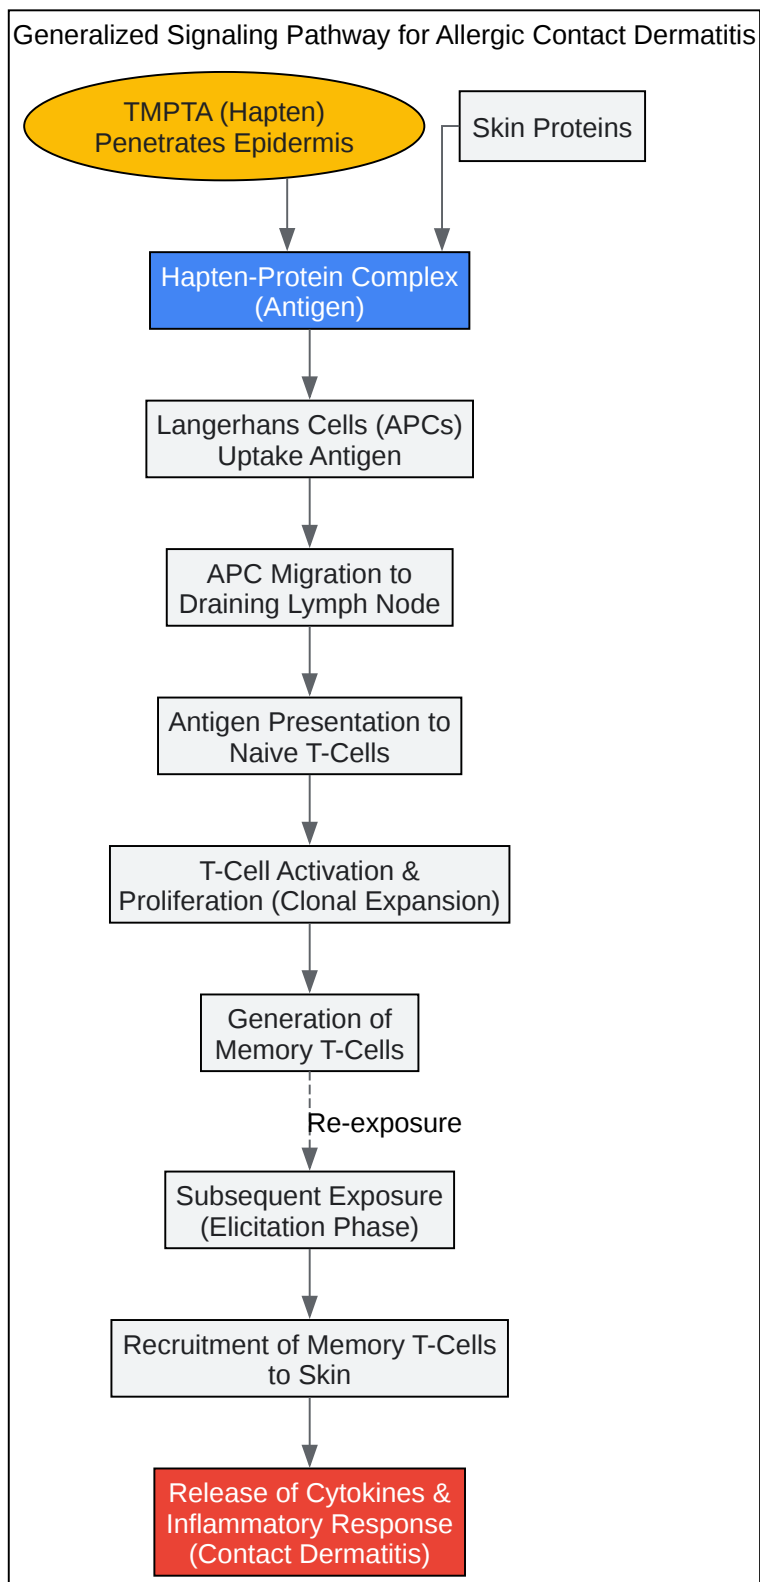 Generalized Signaling Pathway for Allergic Contact Dermatitis
TMPTA (Hapten)
Penetrates Epidermis
Skin Proteins
Hapten-Protein Complex
(Antigen)
Langerhans Cells (APCs)
Uptake Antigen
APC Migration to
Draining Lymph Node
Antigen Presentation to
Naive T-Cells
T-Cell Activation &
Proliferation (Clonal Expansion)
Generation of
Memory T-Cells
Re-exposure
Subsequent Exposure
(Elicitation Phase)
Recruitment of Memory T-Cells
to Skin
Release of Cytokines &
Inflammatory Response
(Contact Dermatitis)